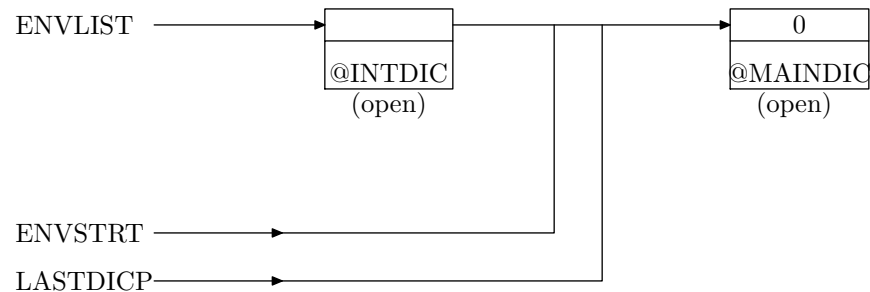 ENVLIST
0
@INTDIC
@MAINDIC
(open)
(open)
ENVSTRT
LASTDICP